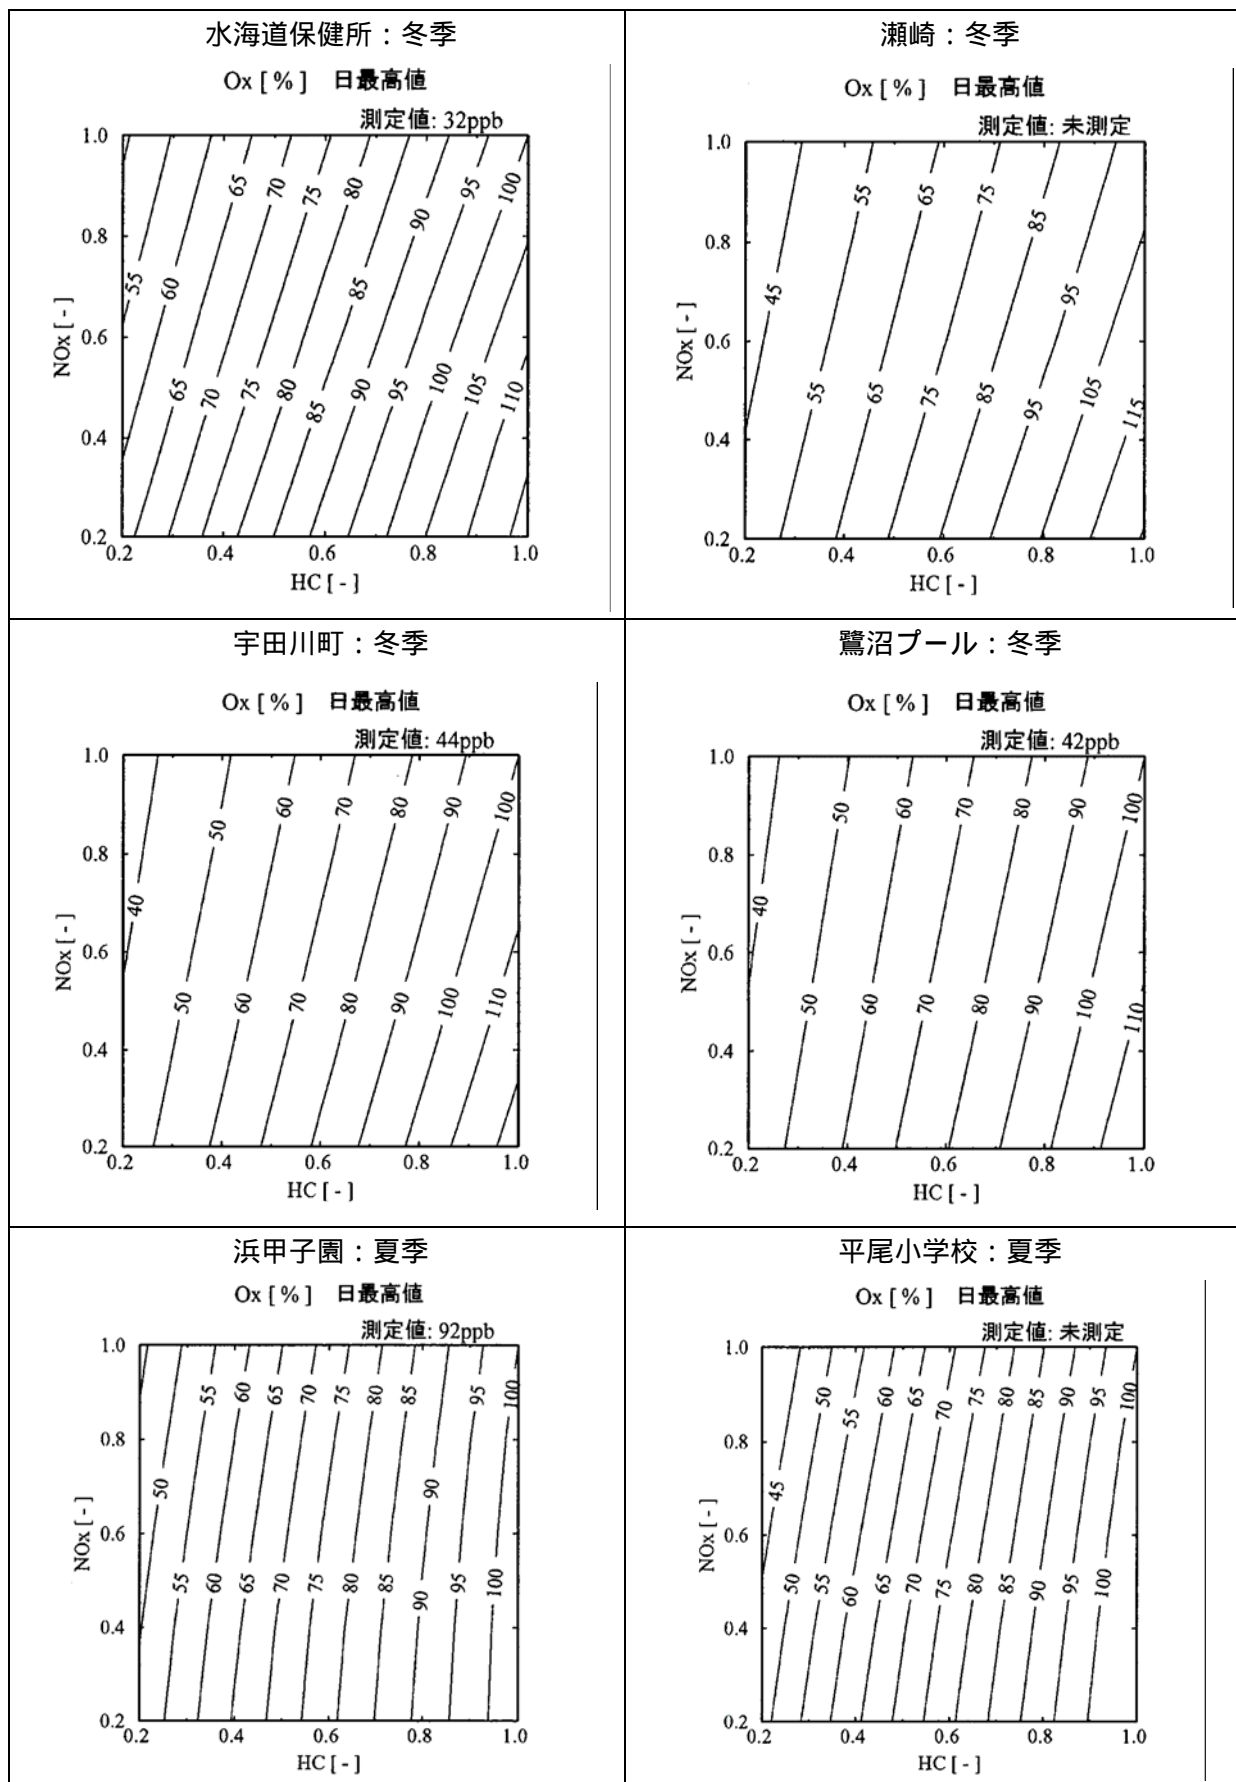 水海道保健所：冬季
Ox [ % ] 日最高値
測定値: 32ppb
1.0
0.8
0.6
0.4
0.2
NOx [ - ]
65 70 75 80 90 95 100
55 60 85
65 70 75 80 85 90 95 100 105 110
0.2 0.4 0.6 0.8 1.0
HC [ - ]
瀬崎：冬季
Ox [ % ] 日最高値
測定値: 未測定
1.0
0.8
0.6
0.4
0.2
NOx [ - ]
55 65 75 85
45 95
55 65 75 85 95 105 115
0.2 0.4 0.6 0.8 1.0
HC [ - ]
宇田川町：冬季
Ox [ % ] 日最高値
測定値: 44ppb
1.0
0.8
0.6
0.4
0.2
NOx [ - ]
50 60 70 80 90 100
40
50 60 70 80 90 100 110
0.2 0.4 0.6 0.8 1.0
HC [ - ]
鷺沼プール：冬季
Ox [ % ] 日最高値
測定値: 42ppb
1.0
0.8
0.6
0.4
0.2
NOx [ - ]
50 60 70 80 90 100
40
50 60 70 80 90 100 110
0.2 0.4 0.6 0.8 1.0
HC [ - ]
浜甲子園：夏季
Ox [ % ] 日最高値
測定値: 92ppb
1.0
0.8
0.6
0.4
0.2
NOx [ - ]
55 60 65 70 75 80 85 95 100
50 90
55 60 65 70 75 80 85 90 95 100
0.2 0.4 0.6 0.8 1.0
HC [ - ]
平尾小学校：夏季
Ox [ % ] 日最高値
測定値: 未測定
1.0
0.8
0.6
0.4
0.2
NOx [ - ]
50 55 60 65 70 75 80 85 90 95 100
45
50 55 60 65 70 75 80 85 90 95 100
0.2 0.4 0.6 0.8 1.0
HC [ - ]